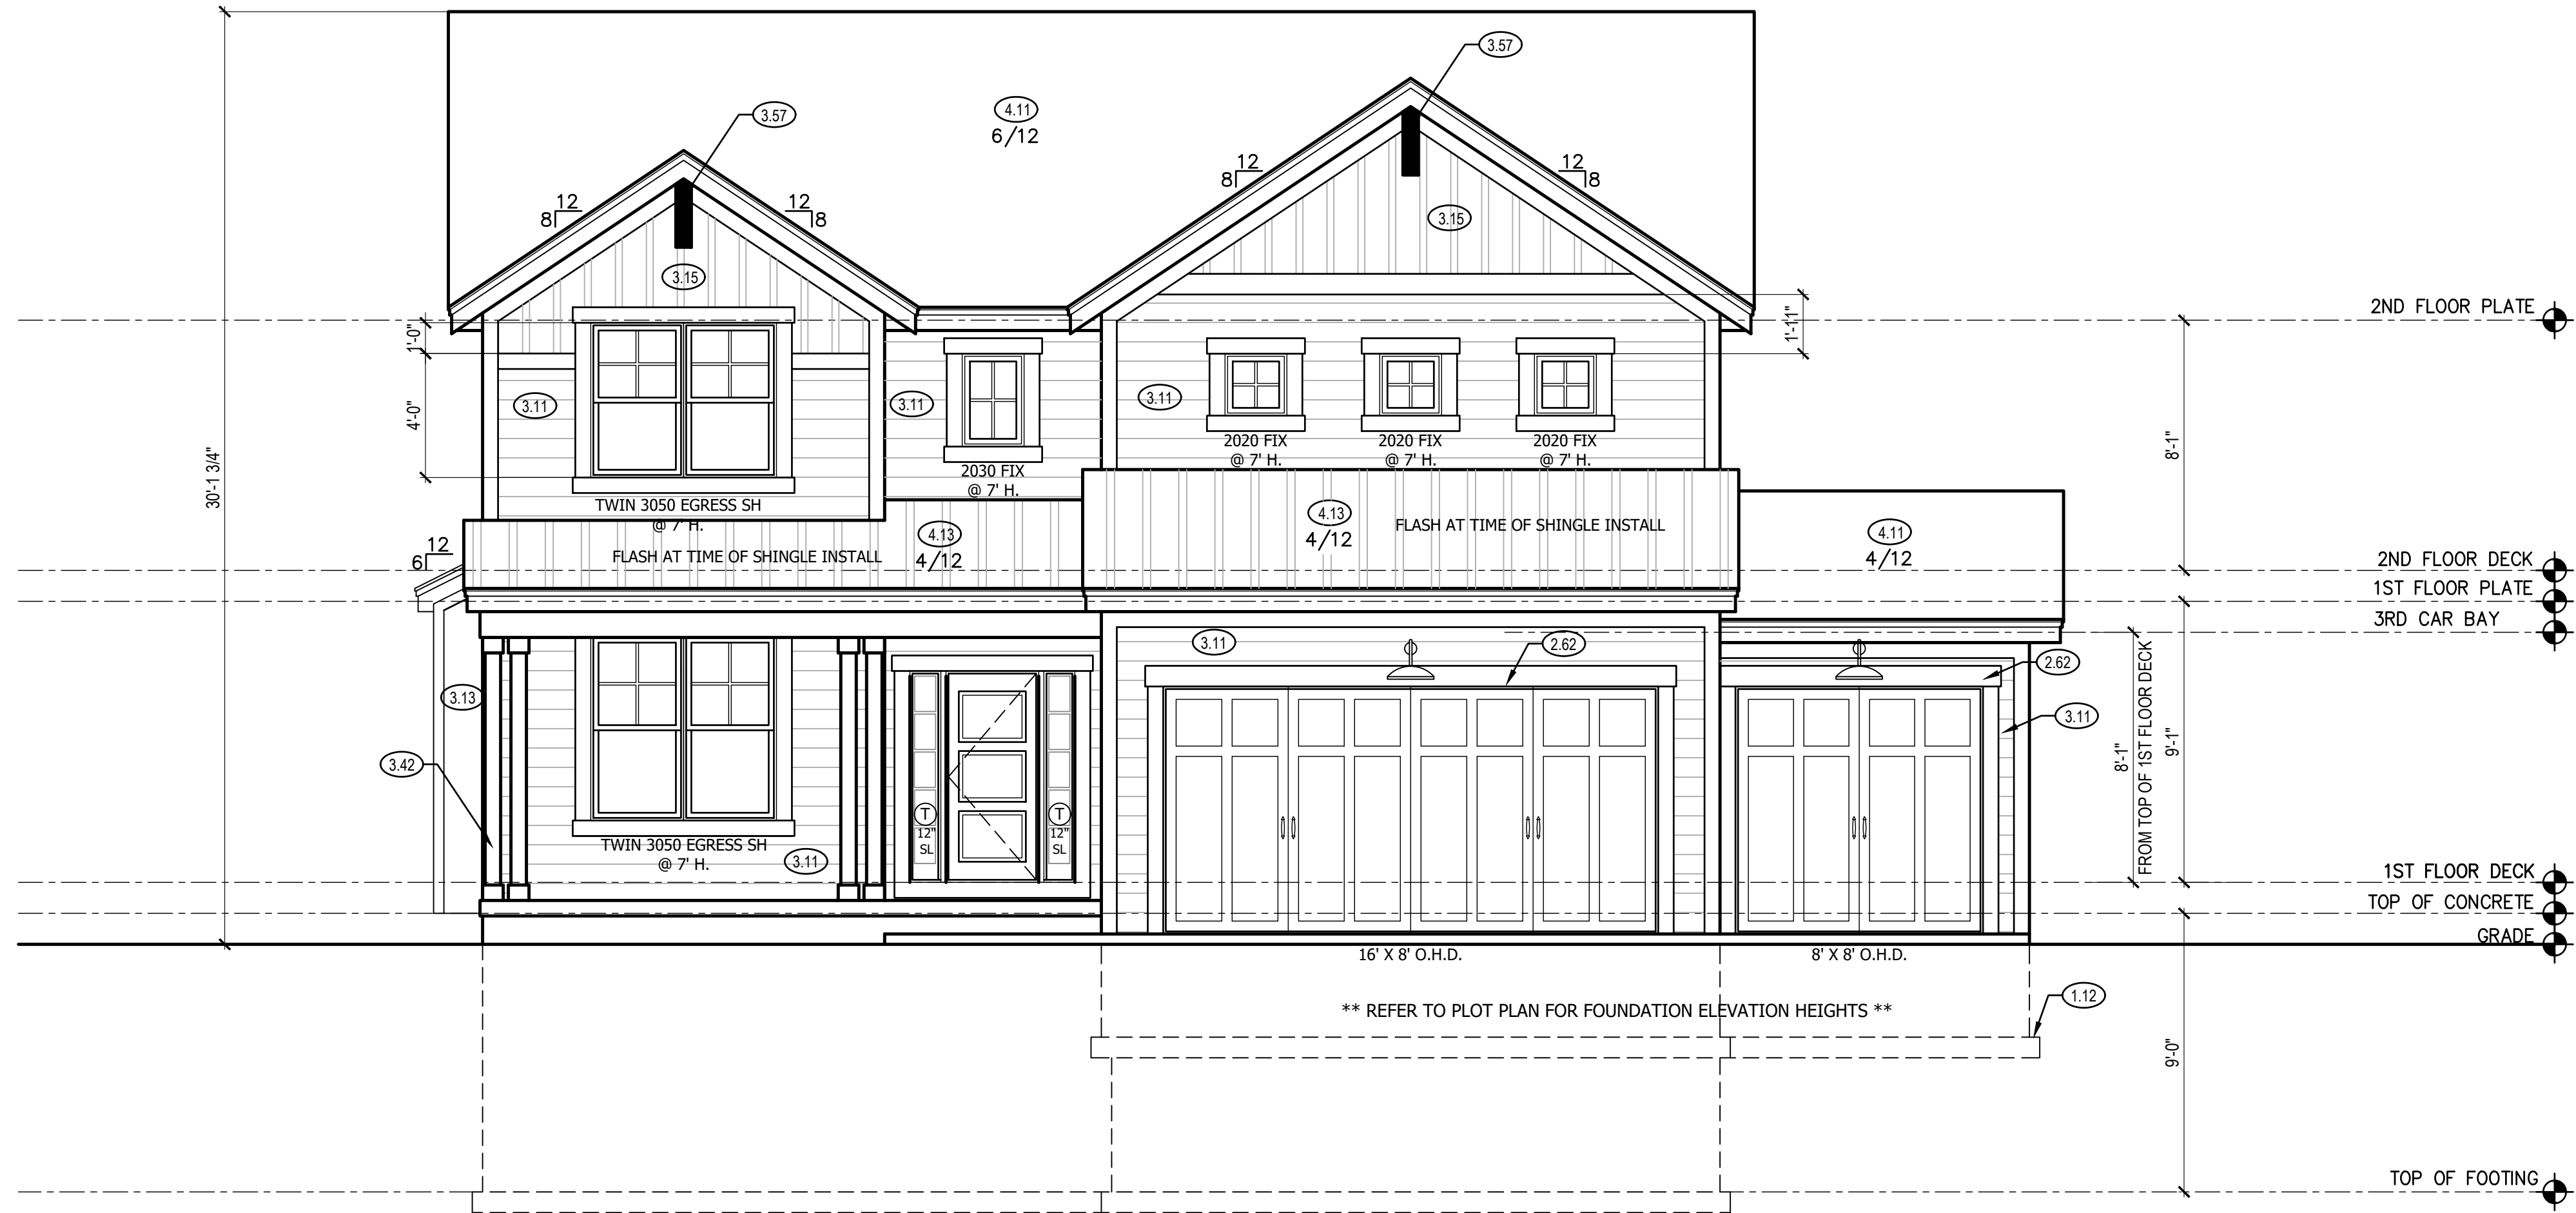 3.57
3.57
4.11
6/12
12
8
12
8
12
8
12
8
3.15
3.15
2ND FLOOR PLATE
1'-0"
1'-11"
4'-0"
3.11
3.11
3.11
2020 FIX
@ 7' H.
2020 FIX
@ 7' H.
2020 FIX
@ 7' H.
2030 FIX
@ 7' H.
8'-1"
30'-1 3/4"
TWIN 3050 EGRESS SH
@ 7' H.
4.13
4/12
FLASH AT TIME OF SHINGLE INSTALL
4.13
4/12
FLASH AT TIME OF SHINGLE INSTALL
4.11
4/12
12
6
2ND FLOOR DECK
1ST FLOOR PLATE
3RD CAR BAY
3.11
2.62
2.62
3.13
3.11
3.42
8'-1"
FROM TOP OF 1ST FLOOR DECK
9'-1"
T
12"
SL
T
12"
SL
TWIN 3050 EGRESS SH
@ 7' H.
3.11
1ST FLOOR DECK
TOP OF CONCRETE
GRADE
16' X 8' O.H.D.
8' X 8' O.H.D.
1.12
** REFER TO PLOT PLAN FOR FOUNDATION ELEVATION HEIGHTS **
9'-0"
TOP OF FOOTING